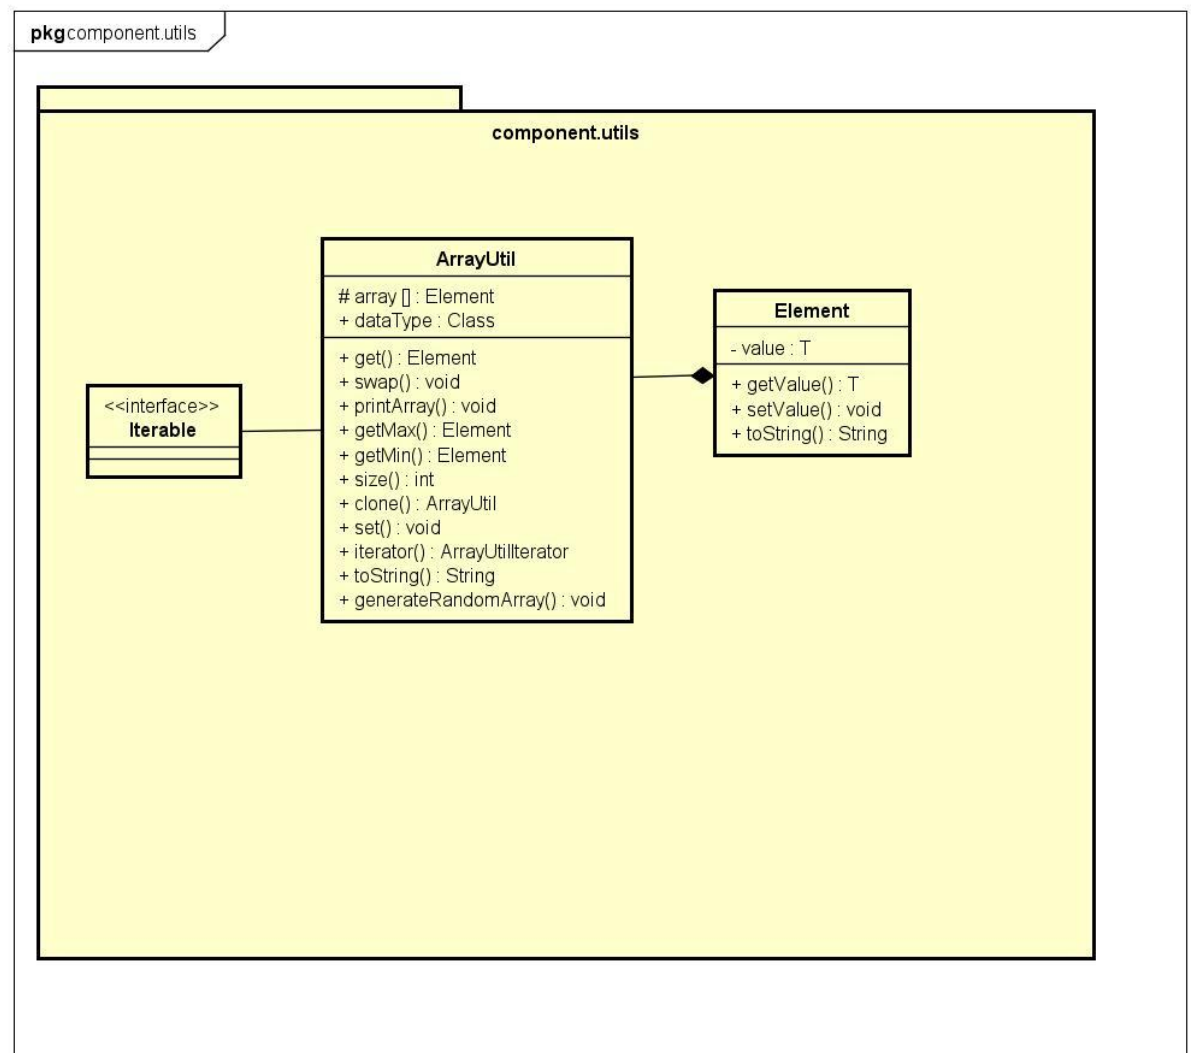 pkgcomponent.utils
component.utils
ArrayUtil
# array [] : Element
+ dataType : Class
+ get() : Element
+ swap() : void
+ printArray() : void
+ getMax() : Element
+ getMin() : Element
+ size() : int
+ clone() : ArrayUtil
+ set() : void
+ iterator() : ArrayUtilIterator
+ toString() : String
+ generateRandomArray() : void
<<interface>>
Iterable
Element
- value : T
+ getValue() : T
+ setValue() : void
+ toString() : String